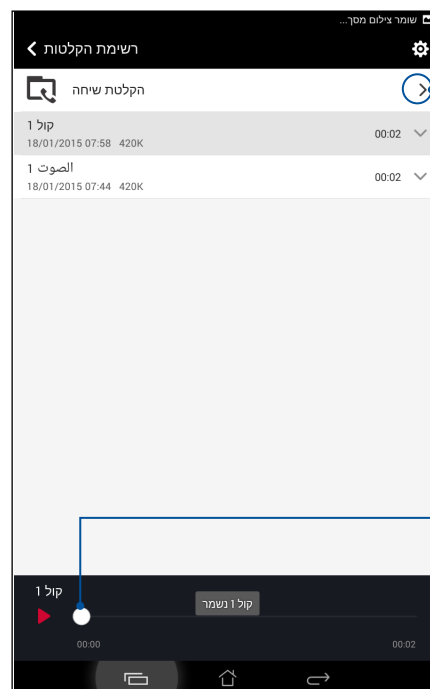 שומר צילום מסך...
רשימת הקלטות
הקלטת שיחה
קול 1
00:02
18/01/2015 07:58 420K
الصوت 1
00:02
18/01/2015 07:44 420K
קול 1
קול 1 נשמר
00:00 00:02